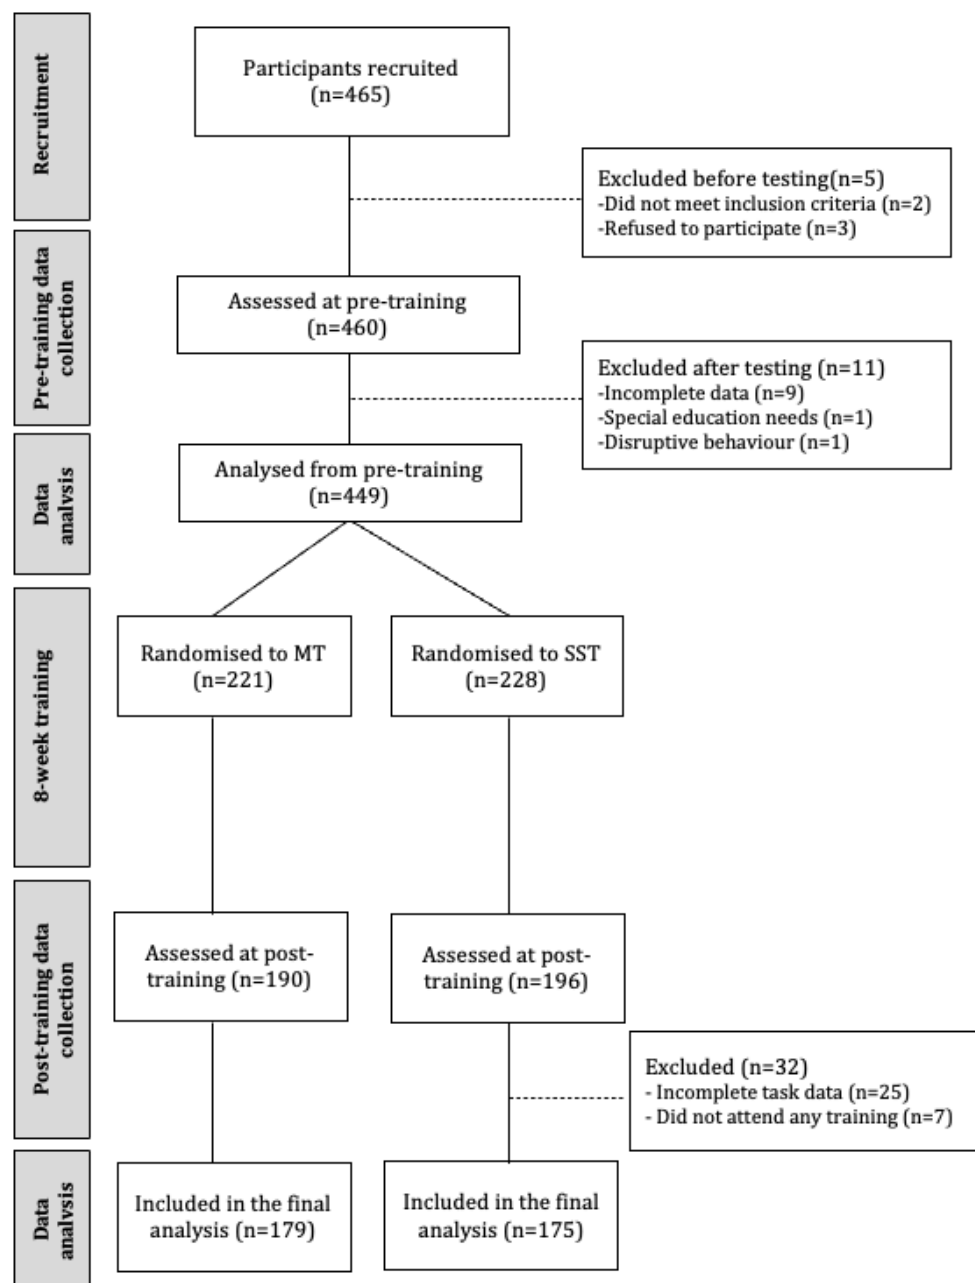 Recruitment
Participants recruited
(n=465)
Excluded before testing(n=5)
-Did not meet inclusion criteria (n=2)
-Refused to participate (n=3)
Pre-training data
collection
Assessed at pre-training
(n=460)
Excluded after testing (n=11)
-Incomplete data (n=9)
-Special education needs (n=1)
-Disruptive behaviour (n=1)
Data
analysis
Analysed from pre-training
(n=449)
8-week training
Randomised to MT
(n=221)
Randomised to SST
(n=228)
Post-training data
collection
Assessed at post-
training (n=190)
Assessed at post-
training (n=196)
Excluded (n=32)
- Incomplete task data (n=25)
- Did not attend any training (n=7)
Data
analysis
Included in the final
analysis (n=179)
Included in the final
analysis (n=175)